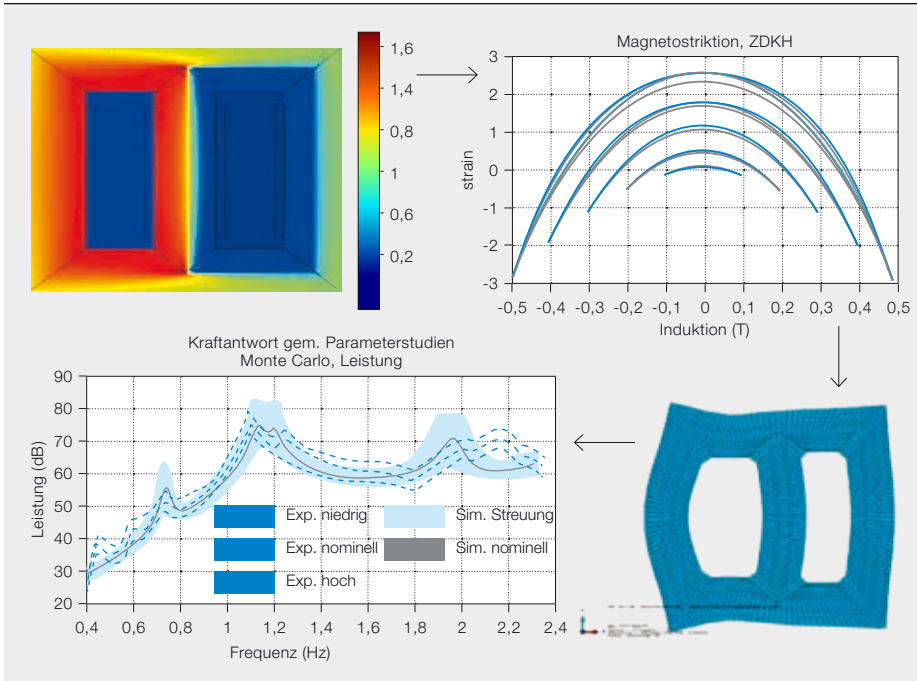 1,6
1,4
0,8
1
0,6
0,2
Magnetostriktion, ZDKH
strain
3
2
1
0
-1
-2
-3
-0,5 -0,4 -0,3 -0,2 -0,1 0 0,1 0,2 0,3 0,4 0,5
Induktion (T)
Kraftantwort gem. Parameterstudien
Monte Carlo, Leistung
Leistung (dB)
90
80
70
60
50
40
30
20
Exp. niedrig
Sim. Streuung
Exp. nominell
Sim. nominell
Exp. hoch
0,4 0,6 0,8 1 1,2 1,4 1,6 1,8 2 2,2 2,4
Frequenz (Hz)